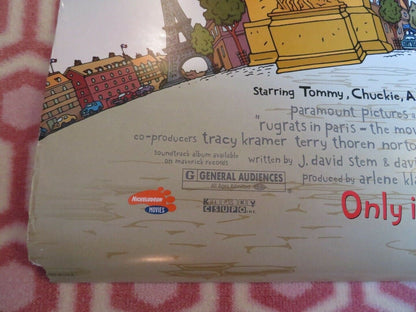 starring Tommy, Chuckie, A
paramount pictures a
"rugrats in paris - the mo
co-producers tracy kramer terry thoren norto
soundtrack album available
on maverick records
written by J. david stem & dav
produced by arlene kla
G GENERAL AUDIENCES
All Ages Admitted
Only i
NICKELODEON
MOVIES
KLASKY
CSUPO INC.